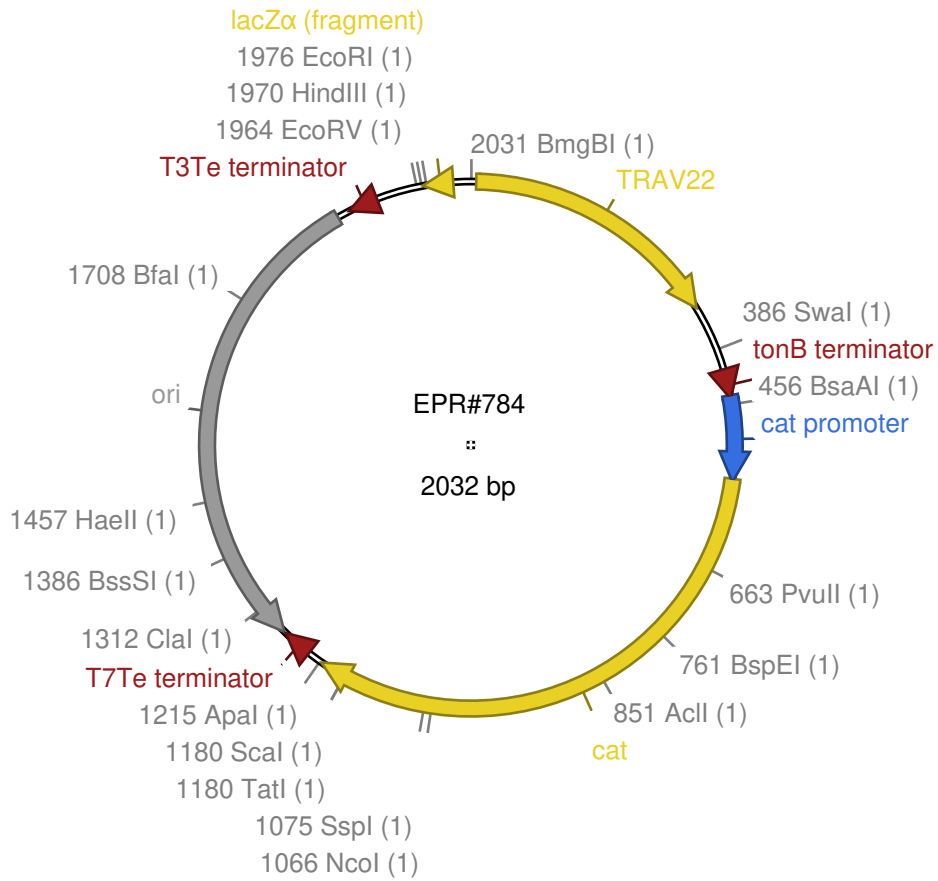 lacZα (fragment)
1976 EcoRI (1)
1970 HindIII (1)
1964 EcoRV (1)
T3Te terminator
2031 BmgBI (1)
TRAV22
1708 BfaI (1)
386 SwaI (1)
tonB terminator
456 BsaAI (1)
cat promoter
ori
EPR#784
2032 bp
1457 HaeII (1)
1386 BssSI (1)
1312 ClaI (1)
T7Te terminator
1215 ApaI (1)
1180 ScaI (1)
1180 TatI (1)
1075 SspI (1)
1066 NcoI (1)
663 PvuII (1)
761 BspEI (1)
851 AclI (1)
cat